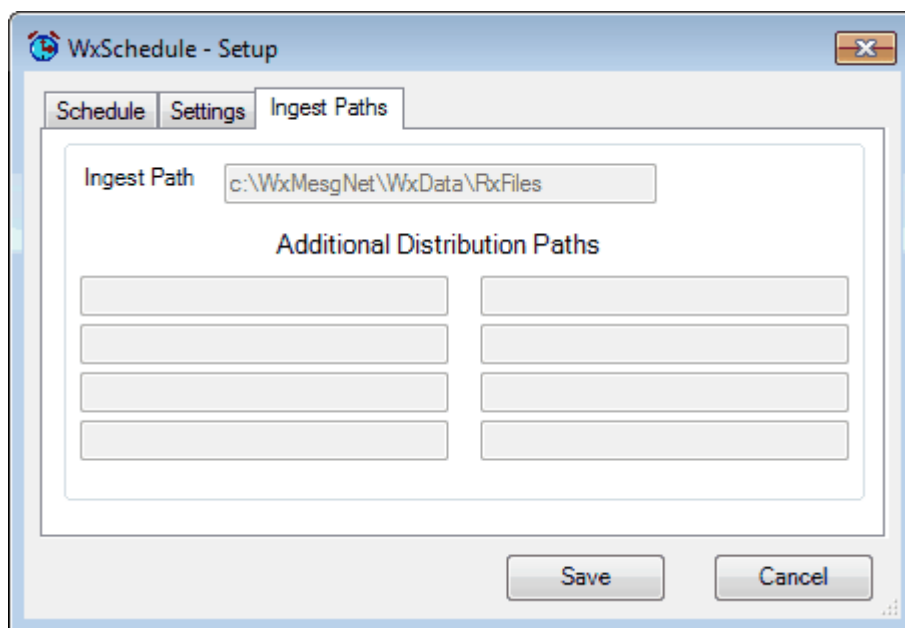 WxSchedule - Setup
Schedule Settings Ingest Paths
Ingest Path c:\WxMesgNet\WxData\RxFiles
Additional Distribution Paths
Save Cancel